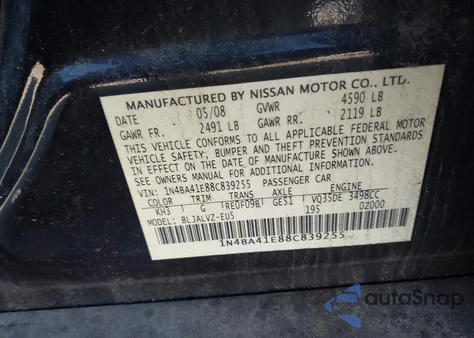 MANUFACTURED BY NISSAN MOTOR CO., LTD.
DATE 05/08 GVWR 4590 LB
GAWR FR. 2491 LB GAWR RR. 2119 LB
THIS VEHICLE CONFORMS TO ALL APPLICABLE FEDERAL MOTOR
VEHICLE SAFETY, BUMPER AND THEFT PREVENTION STANDARDS
IN EFFECT ON THE DATE OF MANUFACTURE SHOWN ABOVE.
SEE OWNERS MANUAL FOR ADDITIONAL INFORMATION
VIN: 1N4BA41E88C839255 PASSENGER CAR
COLOR TRIM TRANS AXLE ENGINE
KH3 G RE0F09B GE51 VQ35DE 3498CC
MODEL: BLJALVZ-EUS 195 DZ000
1N4BA41E88C839255
autoSnap